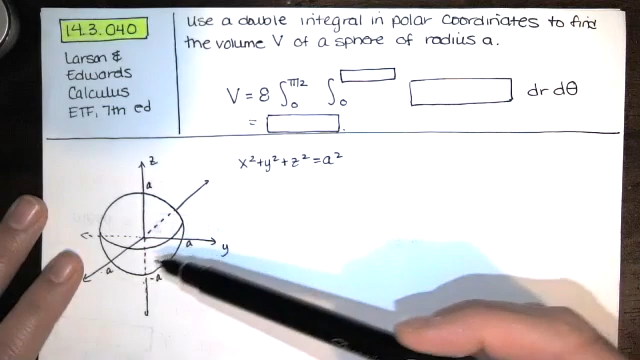 14.3.040
Larson &
Edwards
Calculus
ETF, 7th ed
Use a double integral in polar coordinates to find
the volume V of a sphere of radius a.
V = 8 ∫₀^π/2 ∫₀ dr dθ
= .
x²+y²+z²=a²
z
a
y
a
a
-a